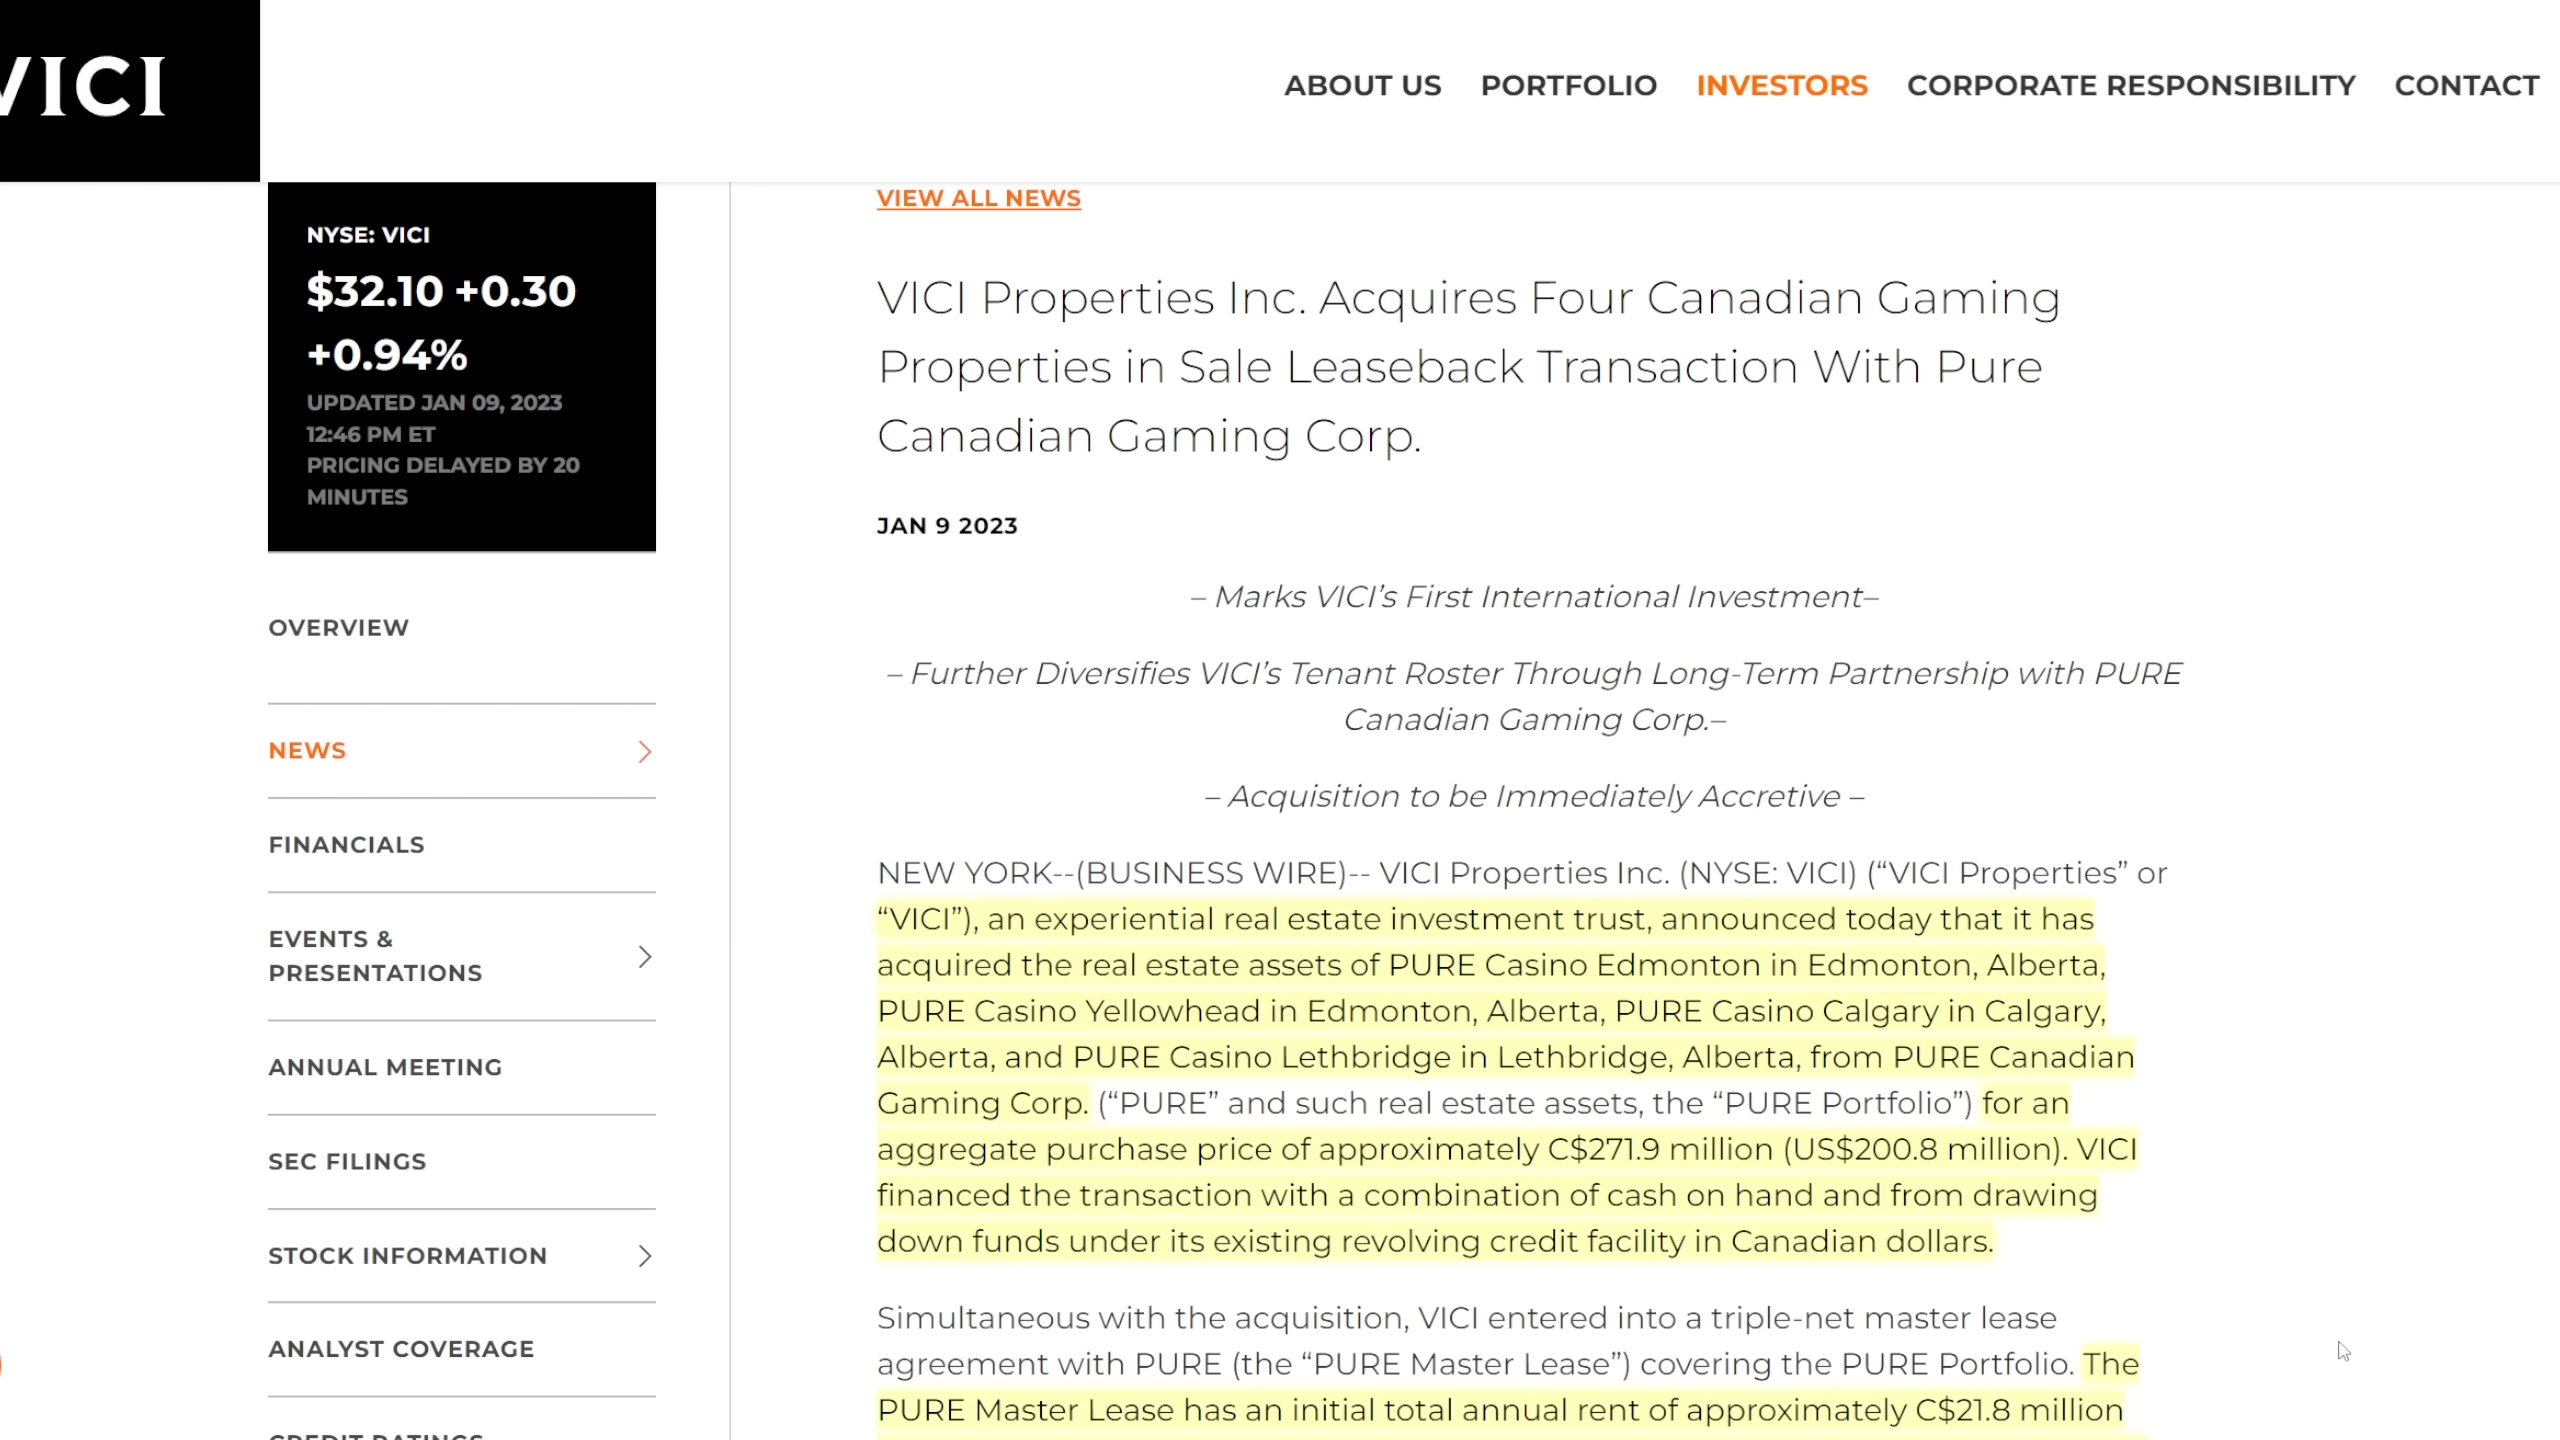 VICI
ABOUT US PORTFOLIO INVESTORS CORPORATE RESPONSIBILITY CONTACT
NYSE: VICI
$32.10 +0.30
+0.94%
UPDATED JAN 09, 2023
12:46 PM ET
PRICING DELAYED BY 20
MINUTES
OVERVIEW
NEWS
FINANCIALS
EVENTS &
PRESENTATIONS
ANNUAL MEETING
SEC FILINGS
STOCK INFORMATION
ANALYST COVERAGE
CREDIT RATINGS
VIEW ALL NEWS
VICI Properties Inc. Acquires Four Canadian Gaming
Properties in Sale Leaseback Transaction With Pure
Canadian Gaming Corp.
JAN 9 2023
– Marks VICI’s First International Investment–
– Further Diversifies VICI’s Tenant Roster Through Long-Term Partnership with PURE
Canadian Gaming Corp.–
– Acquisition to be Immediately Accretive –
NEW YORK--(BUSINESS WIRE)-- VICI Properties Inc. (NYSE: VICI) (“VICI Properties” or
“VICI”), an experiential real estate investment trust, announced today that it has
acquired the real estate assets of PURE Casino Edmonton in Edmonton, Alberta,
PURE Casino Yellowhead in Edmonton, Alberta, PURE Casino Calgary in Calgary,
Alberta, and PURE Casino Lethbridge in Lethbridge, Alberta, from PURE Canadian
Gaming Corp. (“PURE” and such real estate assets, the “PURE Portfolio”) for an
aggregate purchase price of approximately C$271.9 million (US$200.8 million). VICI
financed the transaction with a combination of cash on hand and from drawing
down funds under its existing revolving credit facility in Canadian dollars.
Simultaneous with the acquisition, VICI entered into a triple-net master lease
agreement with PURE (the “PURE Master Lease”) covering the PURE Portfolio. The
PURE Master Lease has an initial total annual rent of approximately C$21.8 million